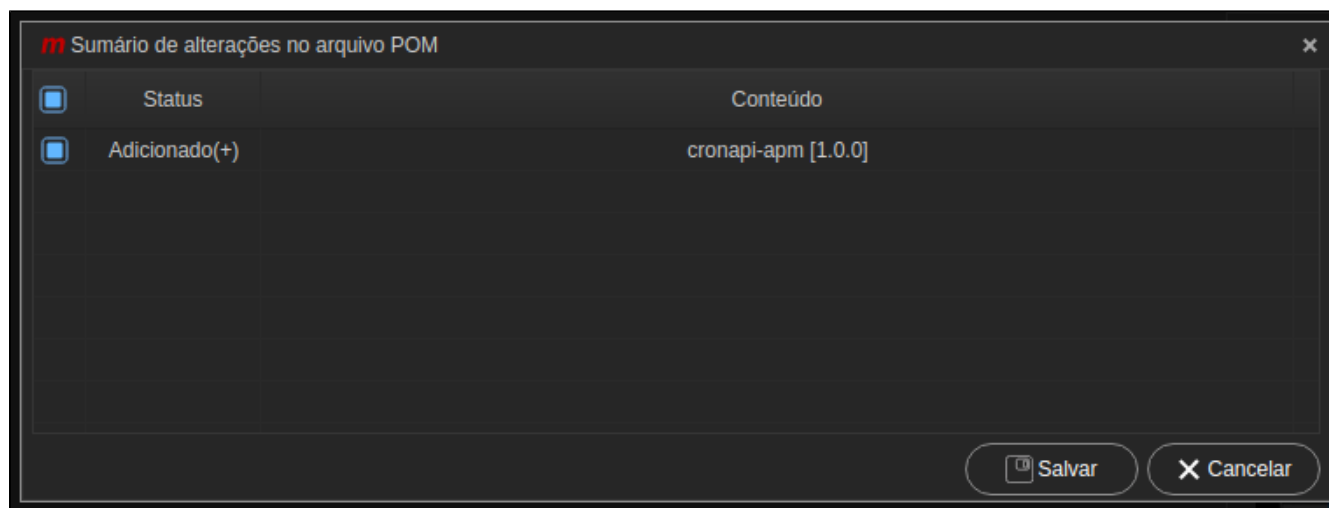 m Sumário de alterações no arquivo POM
Status Conteúdo
Adicionado(+) cronapi-apm [1.0.0]
Salvar Cancelar